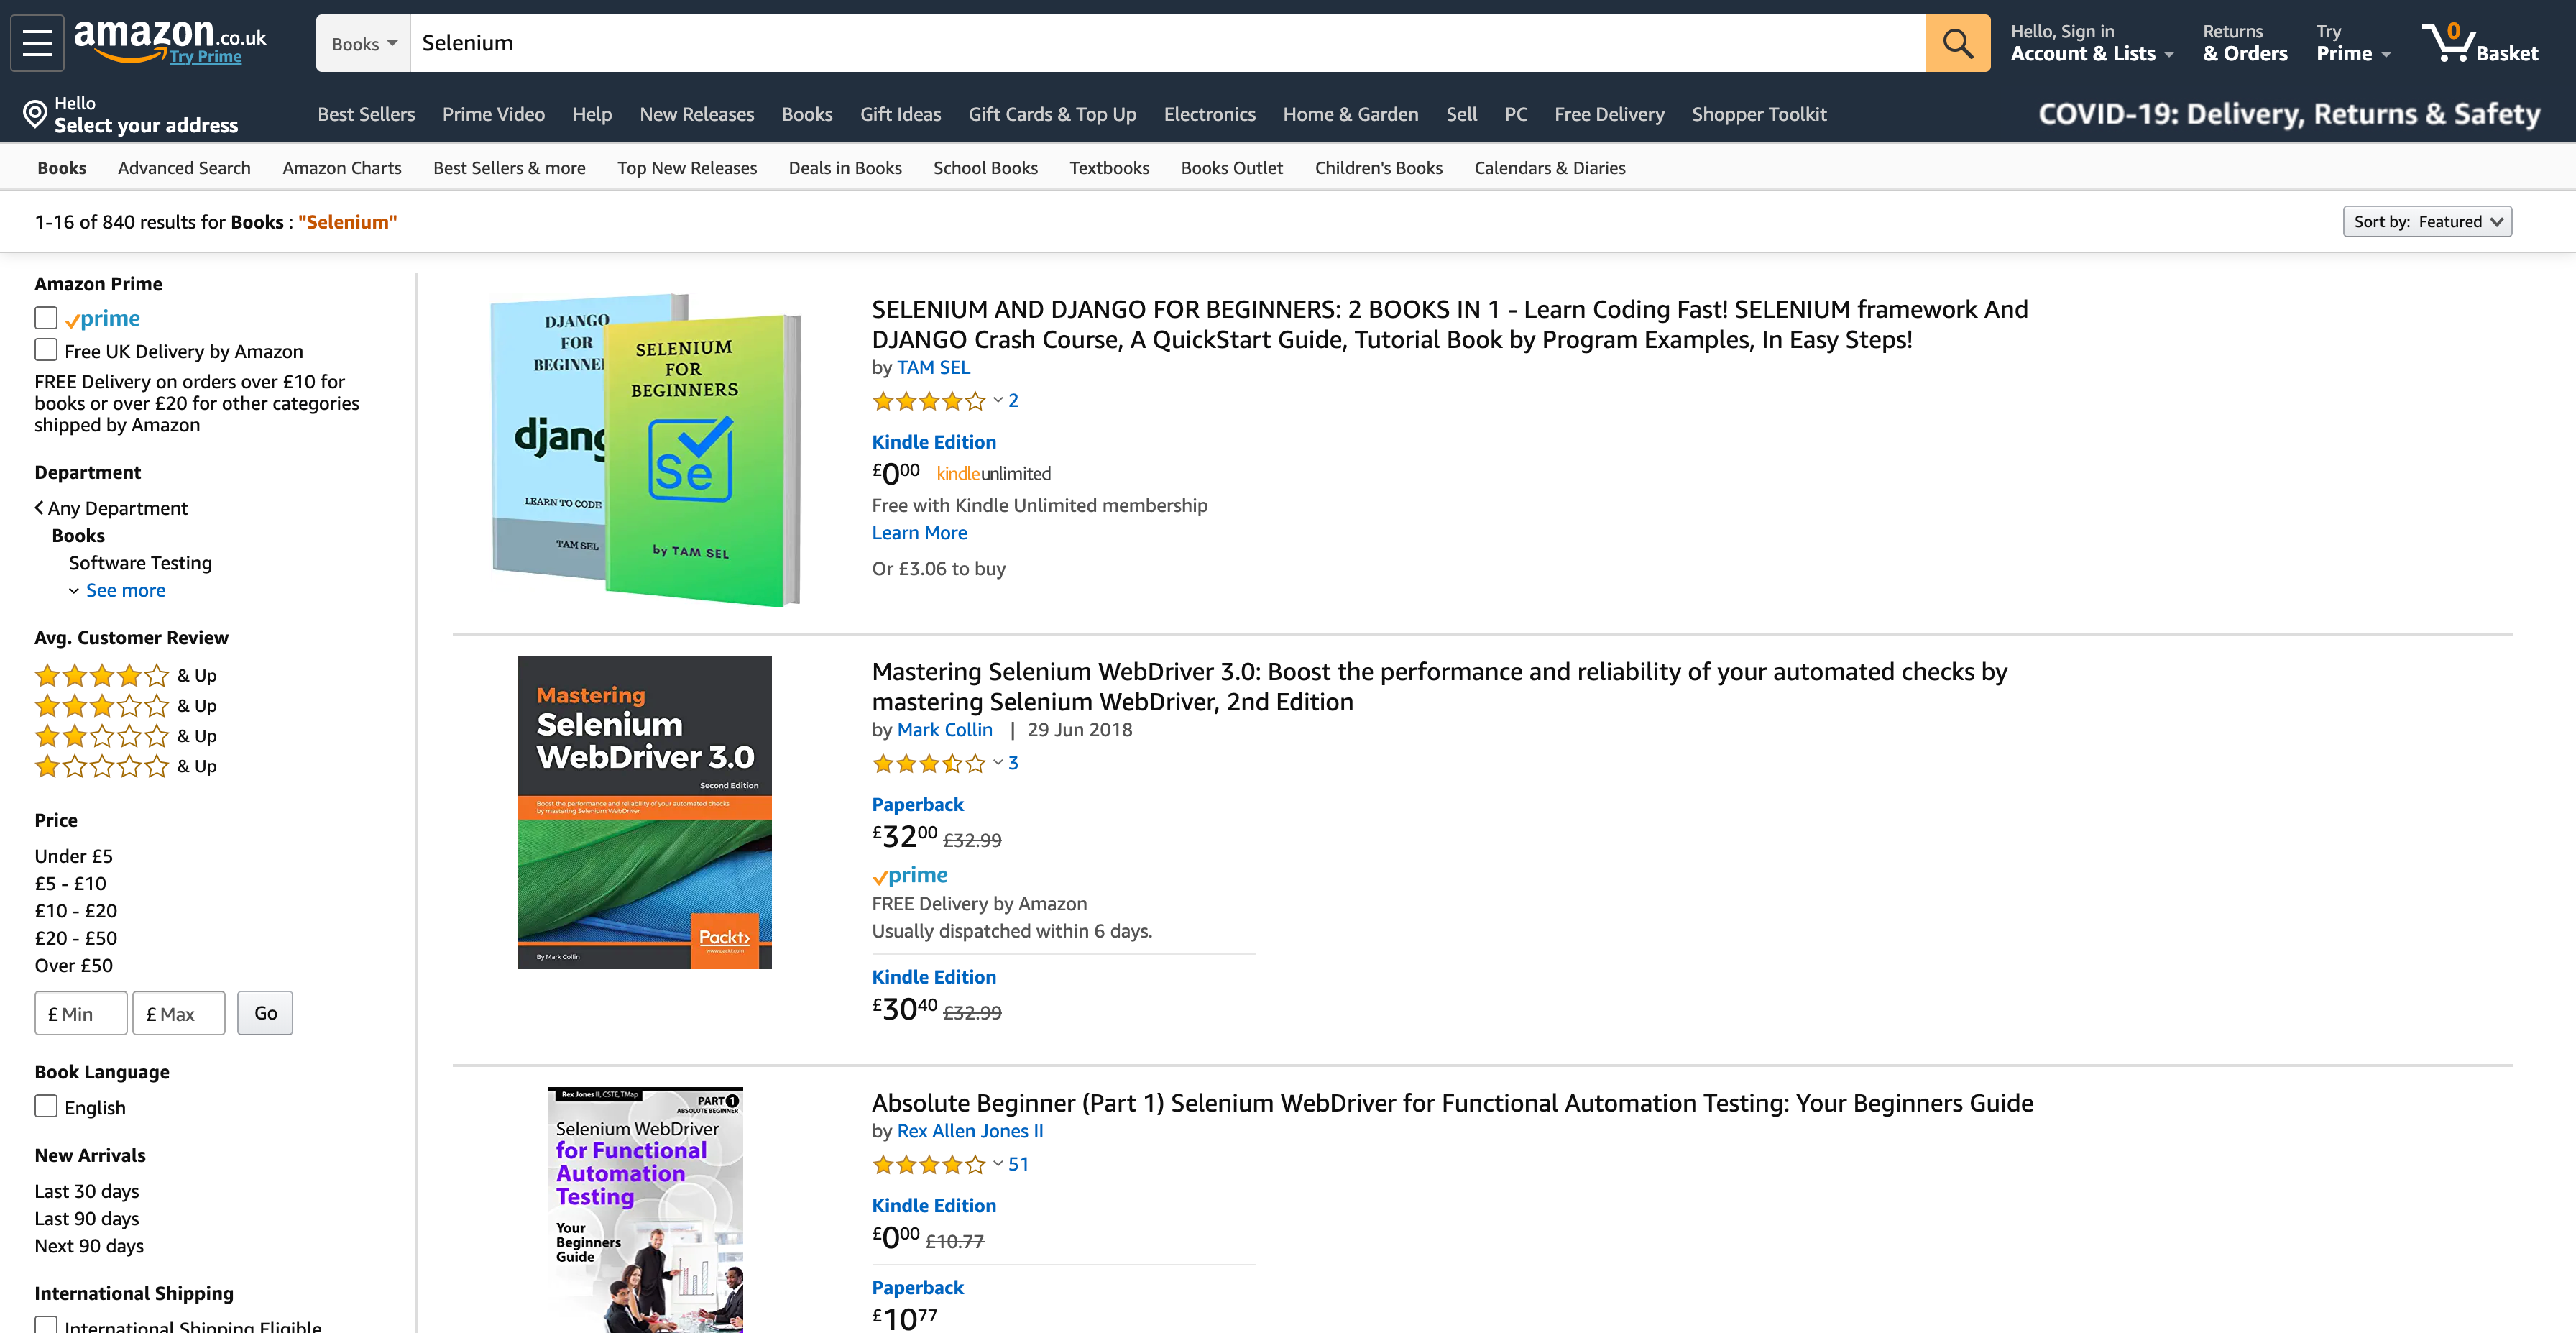 amazon.co.uk
Try Prime
Books
Selenium
Hello, Sign in
Account & Lists
Returns
& Orders
Try
Prime
0
Basket
Hello
Select your address
Best Sellers Prime Video Help New Releases Books Gift Ideas Gift Cards & Top Up Electronics Home & Garden Sell PC Free Delivery Shopper Toolkit
COVID-19: Delivery, Returns & Safety
Books Advanced Search Amazon Charts Best Sellers & more Top New Releases Deals in Books School Books Textbooks Books Outlet Children's Books Calendars & Diaries
1-16 of 840 results for Books : "Selenium"
Sort by: Featured
Amazon Prime
prime
Free UK Delivery by Amazon
FREE Delivery on orders over £10 for
books or over £20 for other categories
shipped by Amazon
Department
Any Department
Books
Software Testing
See more
Avg. Customer Review
& Up
& Up
& Up
& Up
Price
Under £5
£5 - £10
£10 - £20
£20 - £50
Over £50
£ Min
£ Max
Go
Book Language
English
New Arrivals
Last 30 days
Last 90 days
Next 90 days
International Shipping
International Shipping Eligible
DJANGO
FOR
LEARN TO CODE
TAM SEL
SELENIUM
FOR
BEGINNERS
Se
by TAM SEL
SELENIUM AND DJANGO FOR BEGINNERS: 2 BOOKS IN 1 - Learn Coding Fast! SELENIUM framework And
DJANGO Crash Course, A QuickStart Guide, Tutorial Book by Program Examples, In Easy Steps!
by TAM SEL
2
Kindle Edition
£0.00 kindleunlimited
Free with Kindle Unlimited membership
Learn More
Or £3.06 to buy
Mastering
Selenium
WebDriver 3.0
Second Edition
Boost the performance and reliability of your automated checks
by mastering Selenium WebDriver
Packt>
www.packt.com
By Mark Collin
Mastering Selenium WebDriver 3.0: Boost the performance and reliability of your automated checks by
mastering Selenium WebDriver, 2nd Edition
by Mark Collin | 29 Jun 2018
3
Paperback
£32.00 £32.99
prime
FREE Delivery by Amazon
Usually dispatched within 6 days.
Kindle Edition
£30.40 £32.99
Rex Jones II, CSTE, TMap
PART 1
ABSOLUTE BEGINNER
Selenium WebDriver
for Functional
Automation
Testing
Your
Beginners
Guide
Absolute Beginner (Part 1) Selenium WebDriver for Functional Automation Testing: Your Beginners Guide
by Rex Allen Jones II
51
Kindle Edition
£0.00 £10.77
Paperback
£10.77